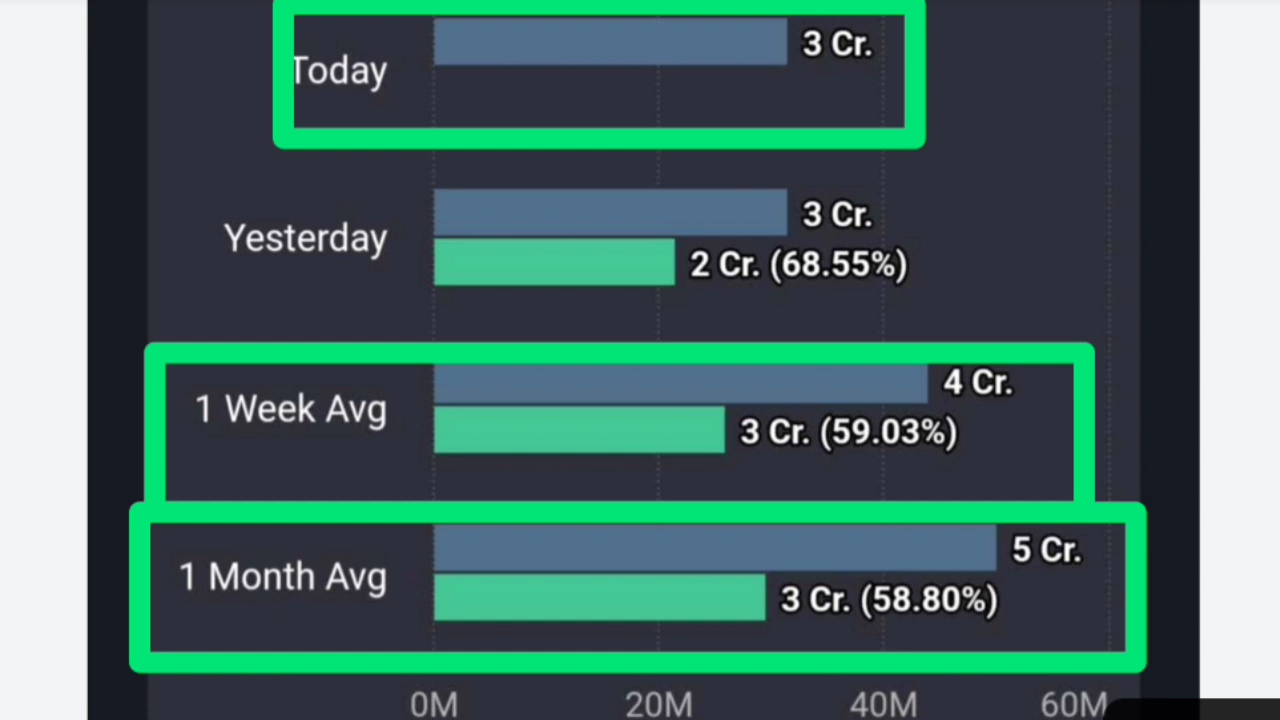 Today
3 Cr.
Yesterday
3 Cr.
2 Cr. (68.55%)
1 Week Avg
4 Cr.
3 Cr. (59.03%)
1 Month Avg
5 Cr.
3 Cr. (58.80%)
0M 20M 40M 60M